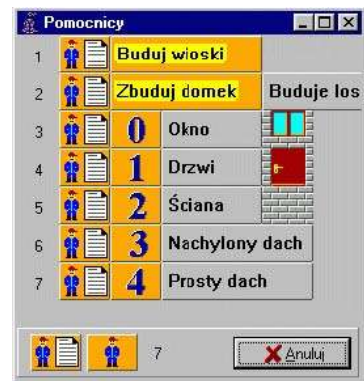 Pomocnicy
1 Buduj wioski
2 Zbuduj domek Buduje los
3 0 Okno
4 1 Drzwi
5 2 Ściana
6 3 Nachylony dach
7 4 Prosty dach
7 Anuluj